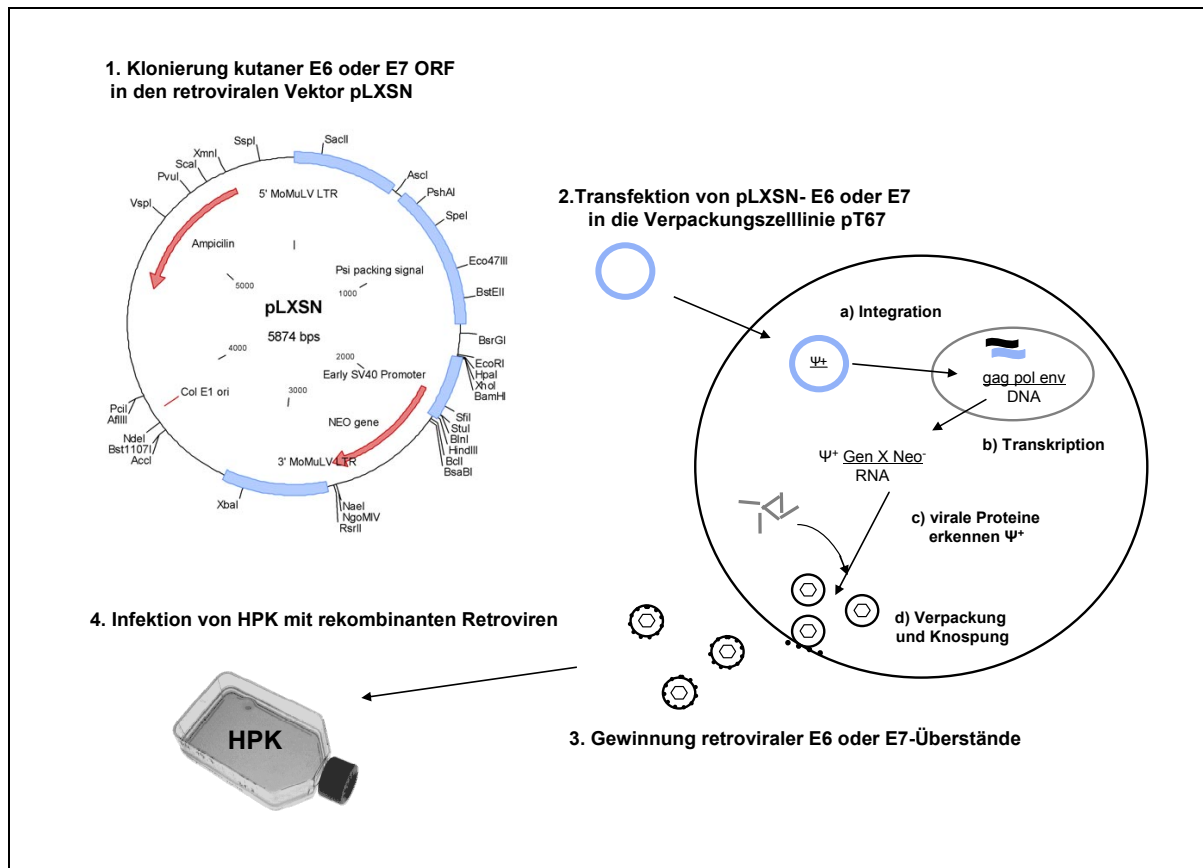 1. Klonierung kutaner E6 oder E7 ORF
in den retroviralen Vektor pLXSN
SspI
SacII
XmnI
ScaI
PvuI
VspI
AscI
PshAI
SpeI
5' MoMuLV LTR
Ampicilin
Psi packing signal
Eco47III
BstEII
5000
1000
pLXSN
5874 bps
BsrGI
4000
2000
EcoRI
HpaI
XhoI
BamHI
Early SV40 Promoter
3000
Col E1 ori
PciI
AflIII
NdeI
Bst1107I
AccI
NEO gene
SfiI
StuI
BlnI
HindIII
BclI
BsaBI
3' MoMuLV LTR
XbaI
NaeI
NgoMIV
RsrII
2.Transfektion von pLXSN- E6 oder E7
in die Verpackungszelllinie pT67
a) Integration
Ψ+
gag pol env
DNA
b) Transkription
Ψ+ Gen X Neo-
RNA
c) virale Proteine
erkennen Ψ+
d) Verpackung
und Knospung
3. Gewinnung retroviraler E6 oder E7-Überstände
4. Infektion von HPK mit rekombinanten Retroviren
HPK